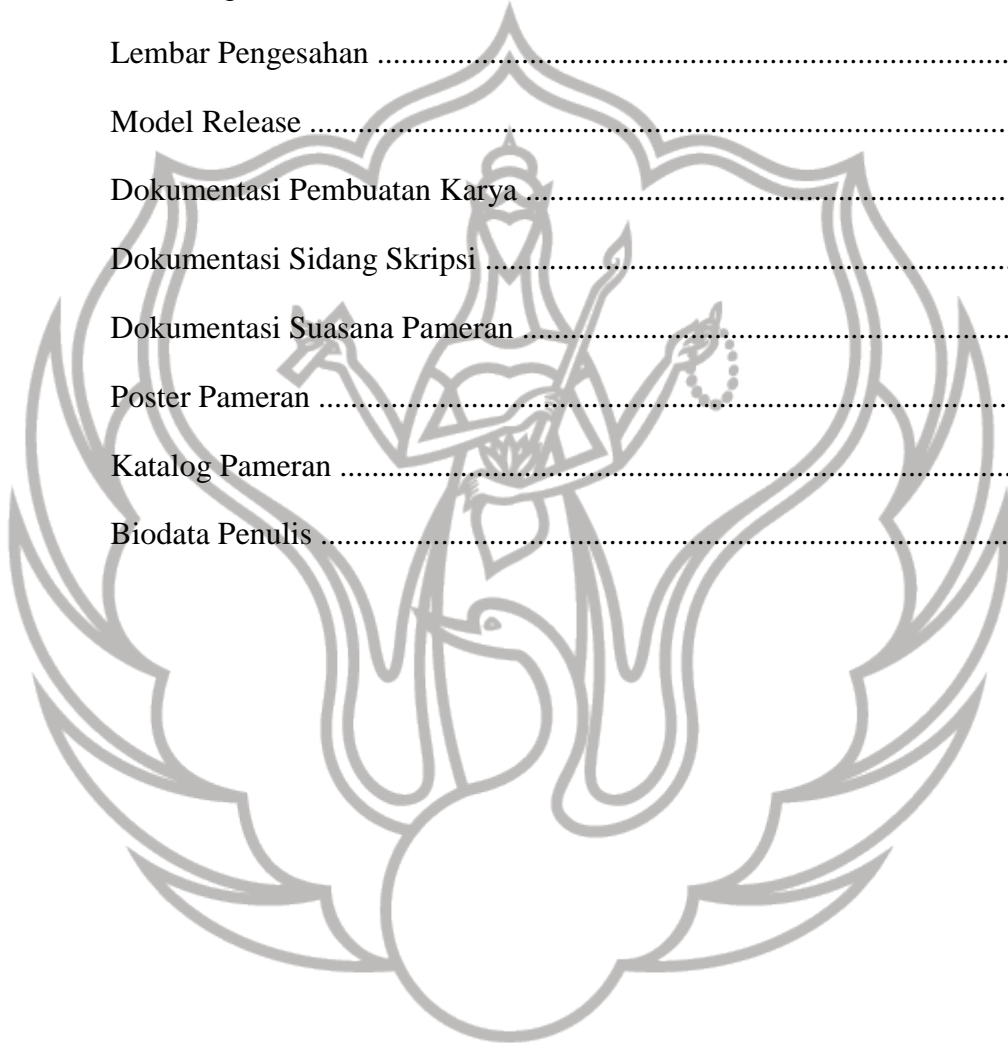 Lembar Pengesahan ................................................................................
Model Release ........................................................................................
Dokumentasi Pembuatan Karya .............................................................
Dokumentasi Sidang Skripsi ..................................................................
Dokumentasi Suasana Pameran .............................................................
Poster Pameran .......................................................................................
Katalog Pameran ....................................................................................
Biodata Penulis .......................................................................................